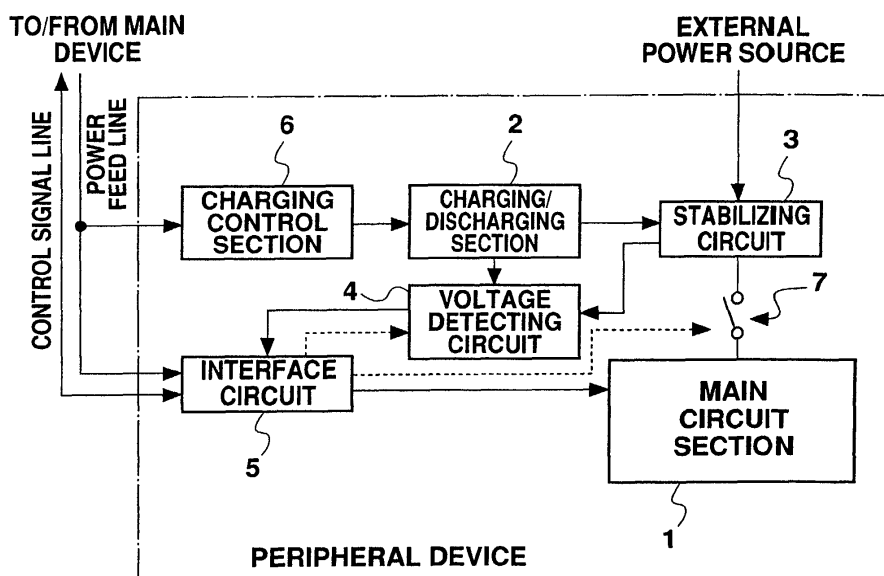 TO/FROM MAIN
DEVICE
EXTERNAL
POWER SOURCE
CONTROL SIGNAL LINE
POWER
FEED LINE
6
2
3
CHARGING
CONTROL
SECTION
CHARGING/
DISCHARGING
SECTION
STABILIZING
CIRCUIT
4
VOLTAGE
DETECTING
CIRCUIT
7
INTERFACE
CIRCUIT
5
MAIN
CIRCUIT
SECTION
1
PERIPHERAL DEVICE